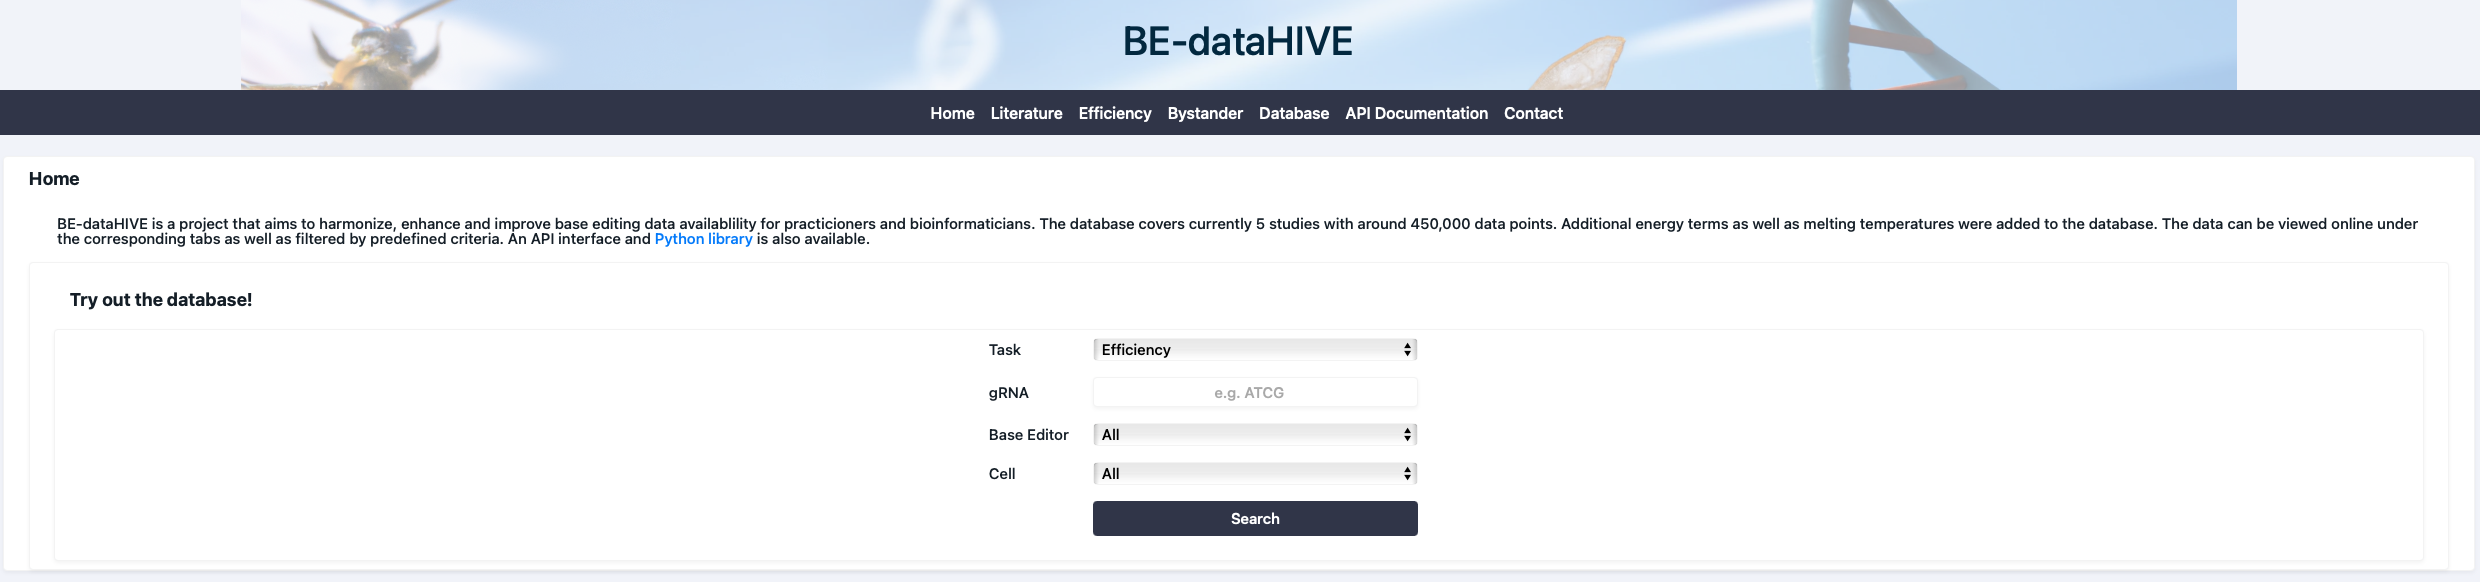 BE-dataHIVE
Home Literature Efficiency Bystander Database API Documentation Contact
Home
BE-dataHIVE is a project that aims to harmonize, enhance and improve base editing data availablility for practicioners and bioinformaticians. The database covers currently 5 studies with around 450,000 data points. Additional energy terms as well as melting temperatures were added to the database. The data can be viewed online under
the corresponding tabs as well as filtered by predefined criteria. An API interface and Python library is also available.
Try out the database!
Task Efficiency
gRNA e.g. ATCG
Base Editor All
Cell All
Search